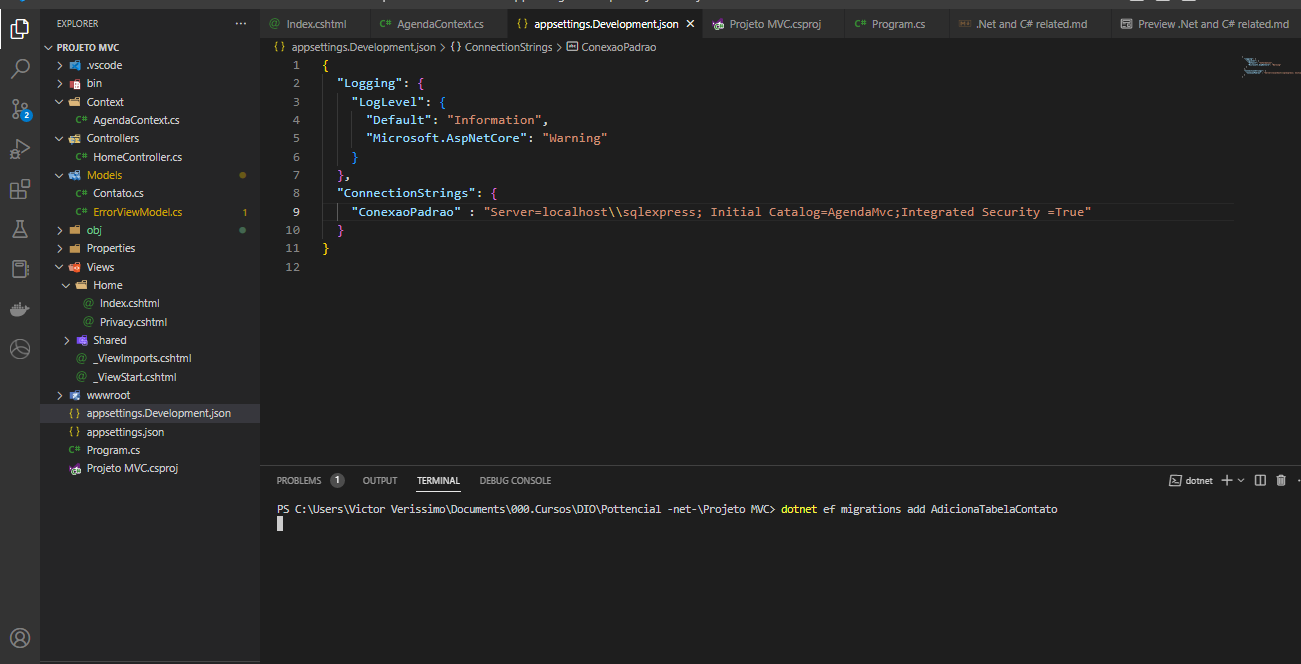 EXPLORER
PROJETO MVC
.vscode
bin
Context
C# AgendaContext.cs
Controllers
C# HomeController.cs
Models
C# Contato.cs
C# ErrorViewModel.cs 1
obj
Properties
Views
Home
@ Index.cshtml
@ Privacy.cshtml
Shared
@ _ViewImports.cshtml
@ _ViewStart.cshtml
wwwroot
{} appsettings.Development.json
{} appsettings.json
C# Program.cs
Projeto MVC.csproj
2
@ Index.cshtml C# AgendaContext.cs {} appsettings.Development.json Projeto MVC.csproj C# Program.cs .Net and C# related.md Preview .Net and C# related.md
{} appsettings.Development.json > {} ConnectionStrings > ConexaoPadrao
1 {
2 "Logging": {
3 "LogLevel": {
4 "Default": "Information",
5 "Microsoft.AspNetCore": "Warning"
6 }
7 },
8 "ConnectionStrings": {
9 "ConexaoPadrao" : "Server=localhost\\sqlexpress; Initial Catalog=AgendaMvc;Integrated Security =True"
10 }
11 }
12
PROBLEMS 1 OUTPUT TERMINAL DEBUG CONSOLE dotnet
PS C:\Users\Victor Verissimo\Documents\000.Cursos\DIO\Pottencial -net-\Projeto MVC> dotnet ef migrations add AdicionaTabelaContato